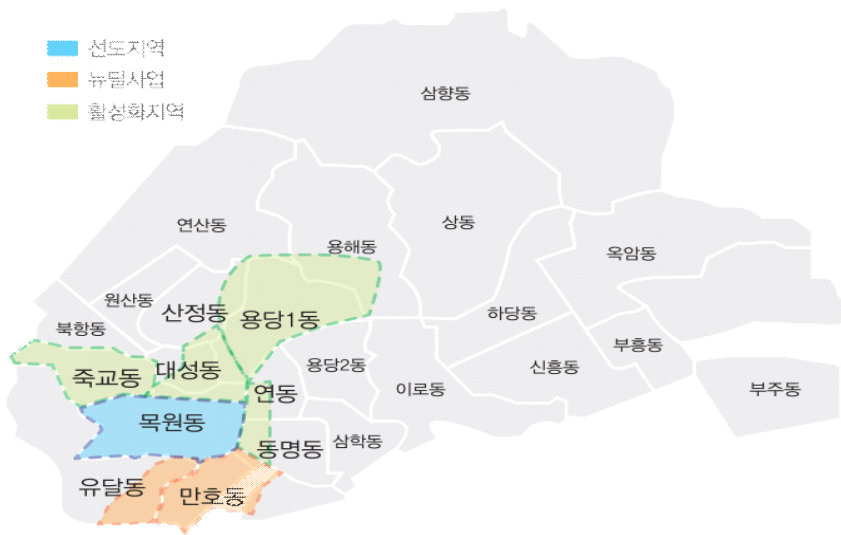 선도지역
뉴딜사업
활성화지역
삼향동
연산동
상동
용해동
옥암동
원산동
산정동
용당1동
하당동
북항동
부흥동
대성동
용당2동
신흥동
죽교동
연동
이로동
부주동
목원동
동명동
삼학동
유달동
만호동